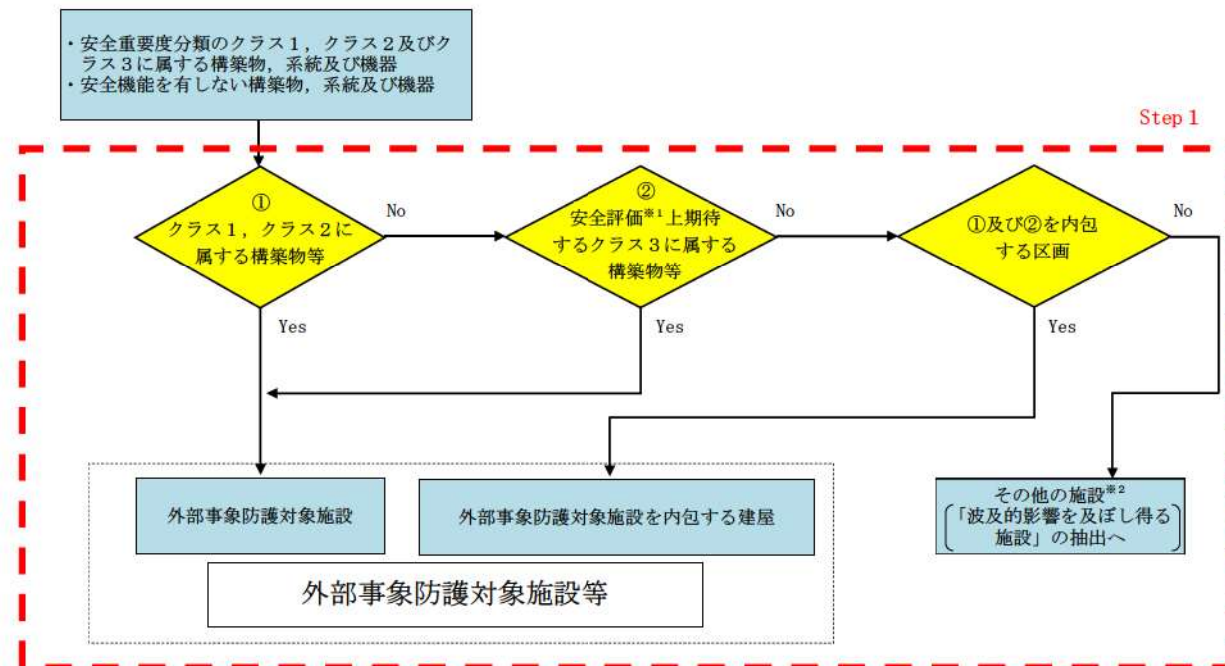 ・安全重要度分類のクラス１，クラス２及びク
ラス３に属する構築物，系統及び機器
・安全機能を有しない構築物，系統及び機器
Step 1
①
クラス１，クラス２に
属する構築物等
No
②
安全評価※1上期待
するクラス３に属する
構築物等
No
①及び②を内包
する区画
No
Yes
Yes
Yes
外部事象防護対象施設
外部事象防護対象施設を内包する建屋
その他の施設※2
「波及的影響を及ぼし得る
施設」の抽出へ
外部事象防護対象施設等